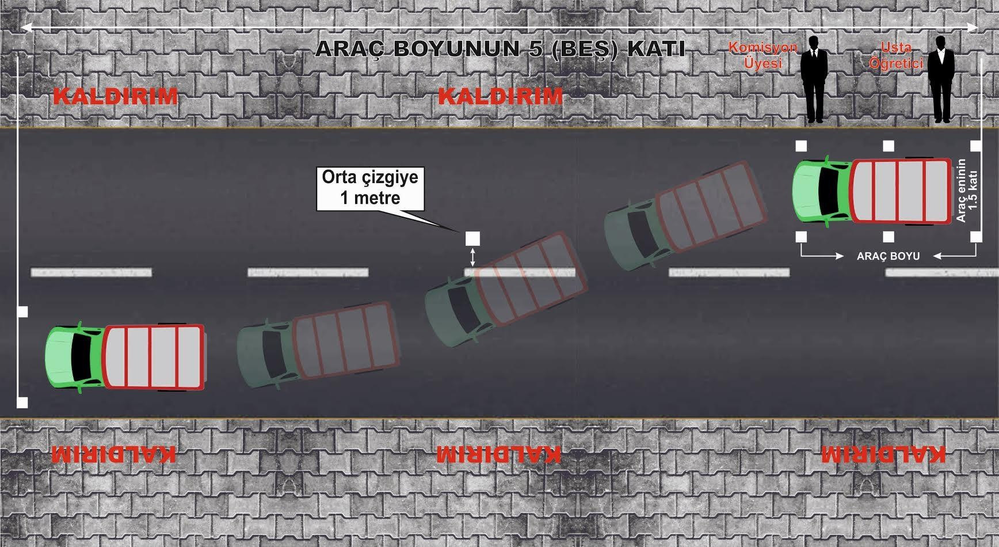 ARAÇ BOYUNUN 5 (BEŞ) KATI
Komisyon
Üyesi
Usta
Öğretici
KALDIRIM
KALDIRIM
Orta çizgiye
1 metre
Araç eninin
1.5 katı
ARAÇ BOYU
KALDIRIM
KALDIRIM
KALDIRIM